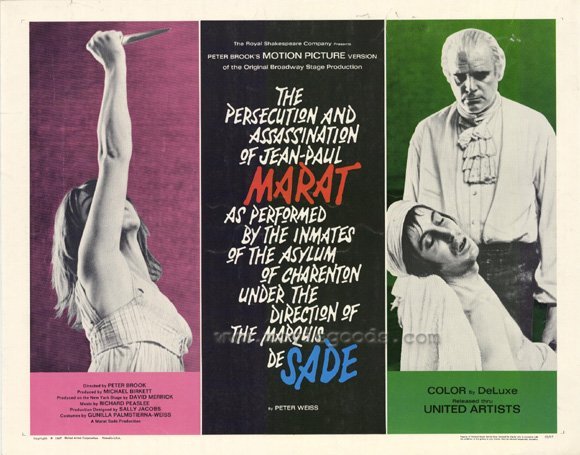 The Royal Shakespeare Company Presents
PETER BROOK'S MOTION PICTURE VERSION
of the Original Broadway Stage Production
THE
PERSECUTION AND
ASSASSINATION
OF JEAN-PAUL
MARAT
AS PERFORMED
BY THE INMATES
OF THE ASYLUM
OF CHARENTON
UNDER THE
DIRECTION OF
THE MARQUIS
DE
SADE
By PETER WEISS
Directed by PETER BROOK
Produced by MICHAEL BIRKETT
Produced on the New York Stage by DAVID MERRICK
Music by RICHARD PEASLEE
Production Designed by SALLY JACOBS
Costumes by GUNILLA PALMSTIERNA-WEISS
A Marat Sade Production
COLOR By DeLuxe
Released thru
UNITED ARTISTS